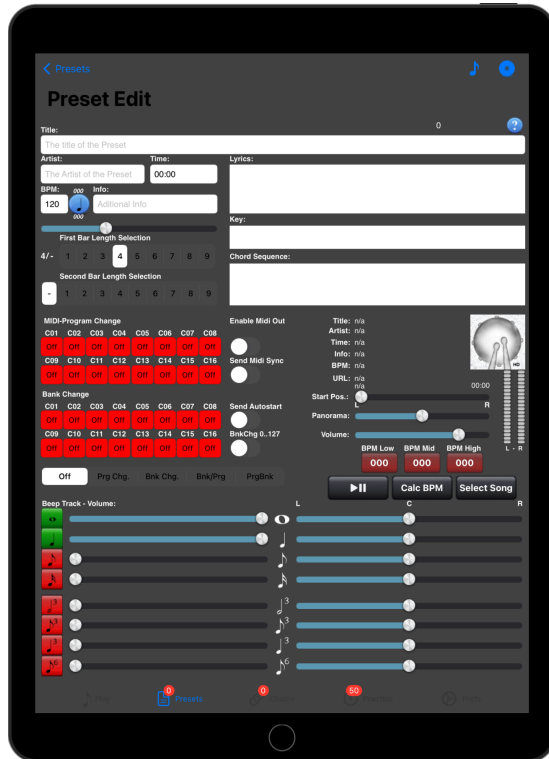 Presets
Preset Edit
0
?
Title:
The title of the Preset
Artist:
Time:
Lyrics:
The Artist of the Preset
00:00
BPM:
000
Info:
120
Aditional Info
000
Key:
First Bar Length Selection
4/- 1 2 3 4 5 6 7 8 9
Chord Sequence:
Second Bar Length Selection
- 1 2 3 4 5 6 7 8 9
MIDI-Program Change
C01 C02 C03 C04 C05 C06 C07 C08
Off Off Off Off Off Off Off Off
C09 C10 C11 C12 C13 C14 C15 C16
Off Off Off Off Off Off Off Off
Bank Change
C01 C02 C03 C04 C05 C06 C07 C08
Off Off Off Off Off Off Off Off
C09 C10 C11 C12 C13 C14 C15 C16
Off Off Off Off Off Off Off Off
Off Prg Chg. Bnk Chg. Bnk/Prg PrgBnk
Enable Midi Out
Send Midi Sync
Send Autostart
BnkChg 0..127
Title: n/a
Artist: n/a
Time: n/a
Info: n/a
BPM: n/a
URL: n/a
n/a
00:00
HD
Start Pos.:
L R
Panorama:
Volume:
L - R
BPM Low BPM Mid BPM High
000 000 000
Calc BPM Select Song
Beep Track - Volume:
L C R
3 3
3 3
3 3
6 6
0
0
50
Play
Presets
Prefs